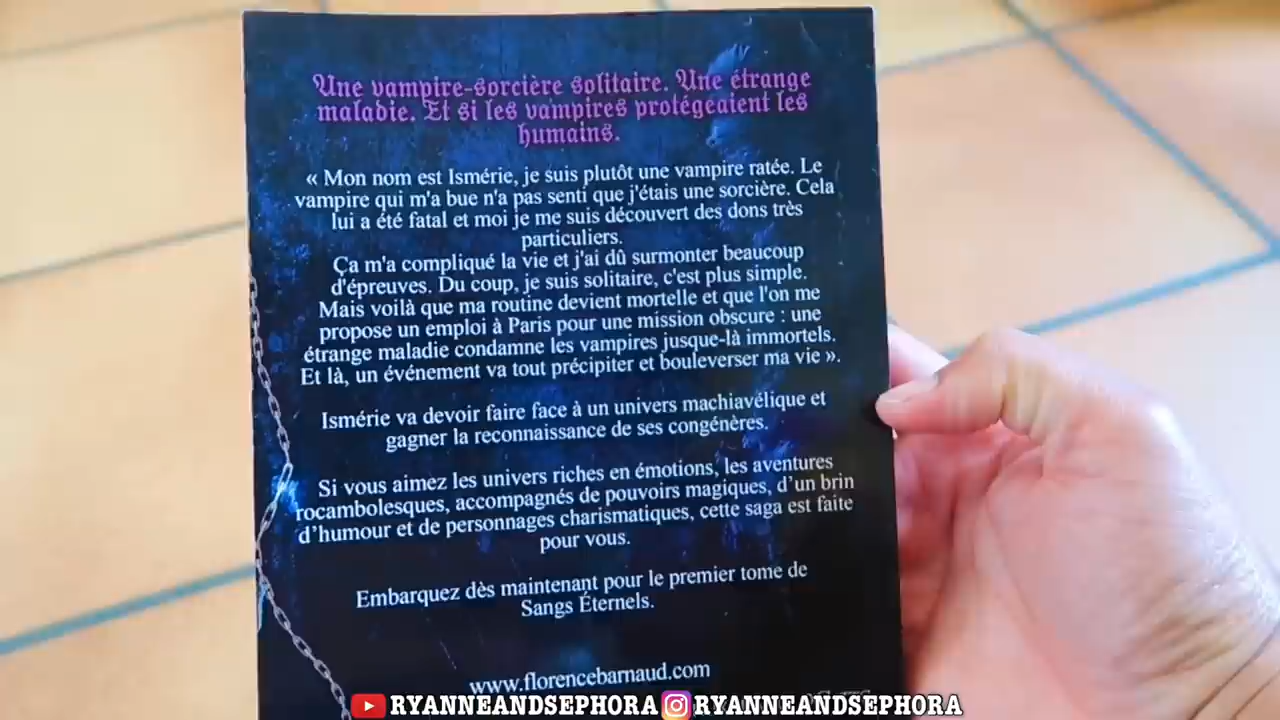 Une vampire-sorcière solitaire. Une étrange
maladie. Et si les vampires protégeaient les
humains.
« Mon nom est Ismérie, je suis plutôt une vampire ratée. Le
vampire qui m'a bue n'a pas senti que j'étais une sorcière. Cela
lui a été fatal et moi je me suis découvert des dons très
particuliers.
Ça m'a compliqué la vie et j'ai dû surmonter beaucoup
d'épreuves. Du coup, je suis solitaire, c'est plus simple.
Mais voilà que ma routine devient mortelle et que l'on me
propose un emploi à Paris pour une mission obscure : une
étrange maladie condamne les vampires jusque-là immortels.
Et là, un événement va tout précipiter et bouleverser ma vie ».
Ismérie va devoir faire face à un univers machiavélique et
gagner la reconnaissance de ses congénères.
Si vous aimez les univers riches en émotions, les aventures
rocambolesques, accompagnés de pouvoirs magiques, d’un brin
d’humour et de personnages charismatiques, cette saga est faite
pour vous.
Embarquez dès maintenant pour le premier tome de
Sangs Éternels.
www.florencebarnaud.com
RYANNEANDSEPHORA RYANNEANDSEPHORA